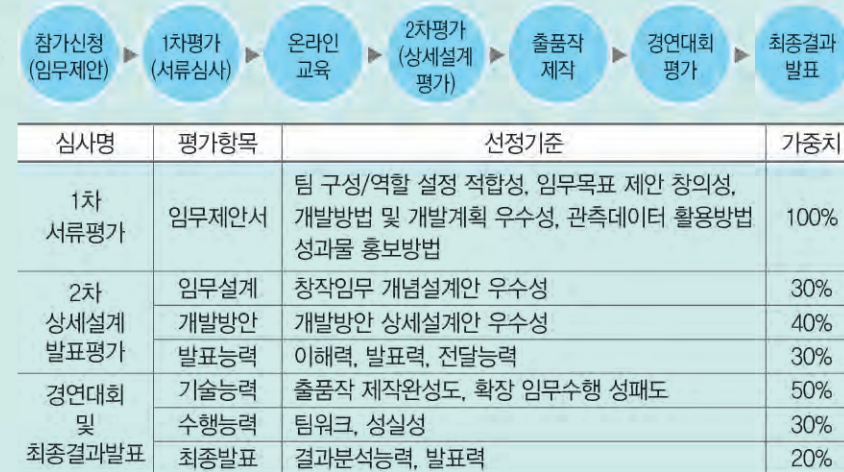 참가신청
(임무제안)
▶
1차평가
(서류심사)
▶
온라인
교육
▶
2차평가
(상세설계
평가)
▶
출품작
제작
▶
경연대회
평가
▶
최종결과
발표
심사명 평가항목 선정기준 가중치
1차
서류평가
임무제안서
팀 구성/역할 설정 적합성, 임무목표 제안 창의성,
개발방법 및 개발계획 우수성, 관측데이터 활용방법
성과물 홍보방법
100%
2차
상세설계
발표평가
임무설계 창작임무 개념설계안 우수성 30%
개발방안 개발방안 상세설계안 우수성 40%
발표능력 이해력, 발표력, 전달능력 30%
경연대회
및
최종결과발표
기술능력 출품작 제작완성도, 확장 임무수행 성패도 50%
수행능력 팀워크, 성실성 30%
최종발표 결과분석능력, 발표력 20%